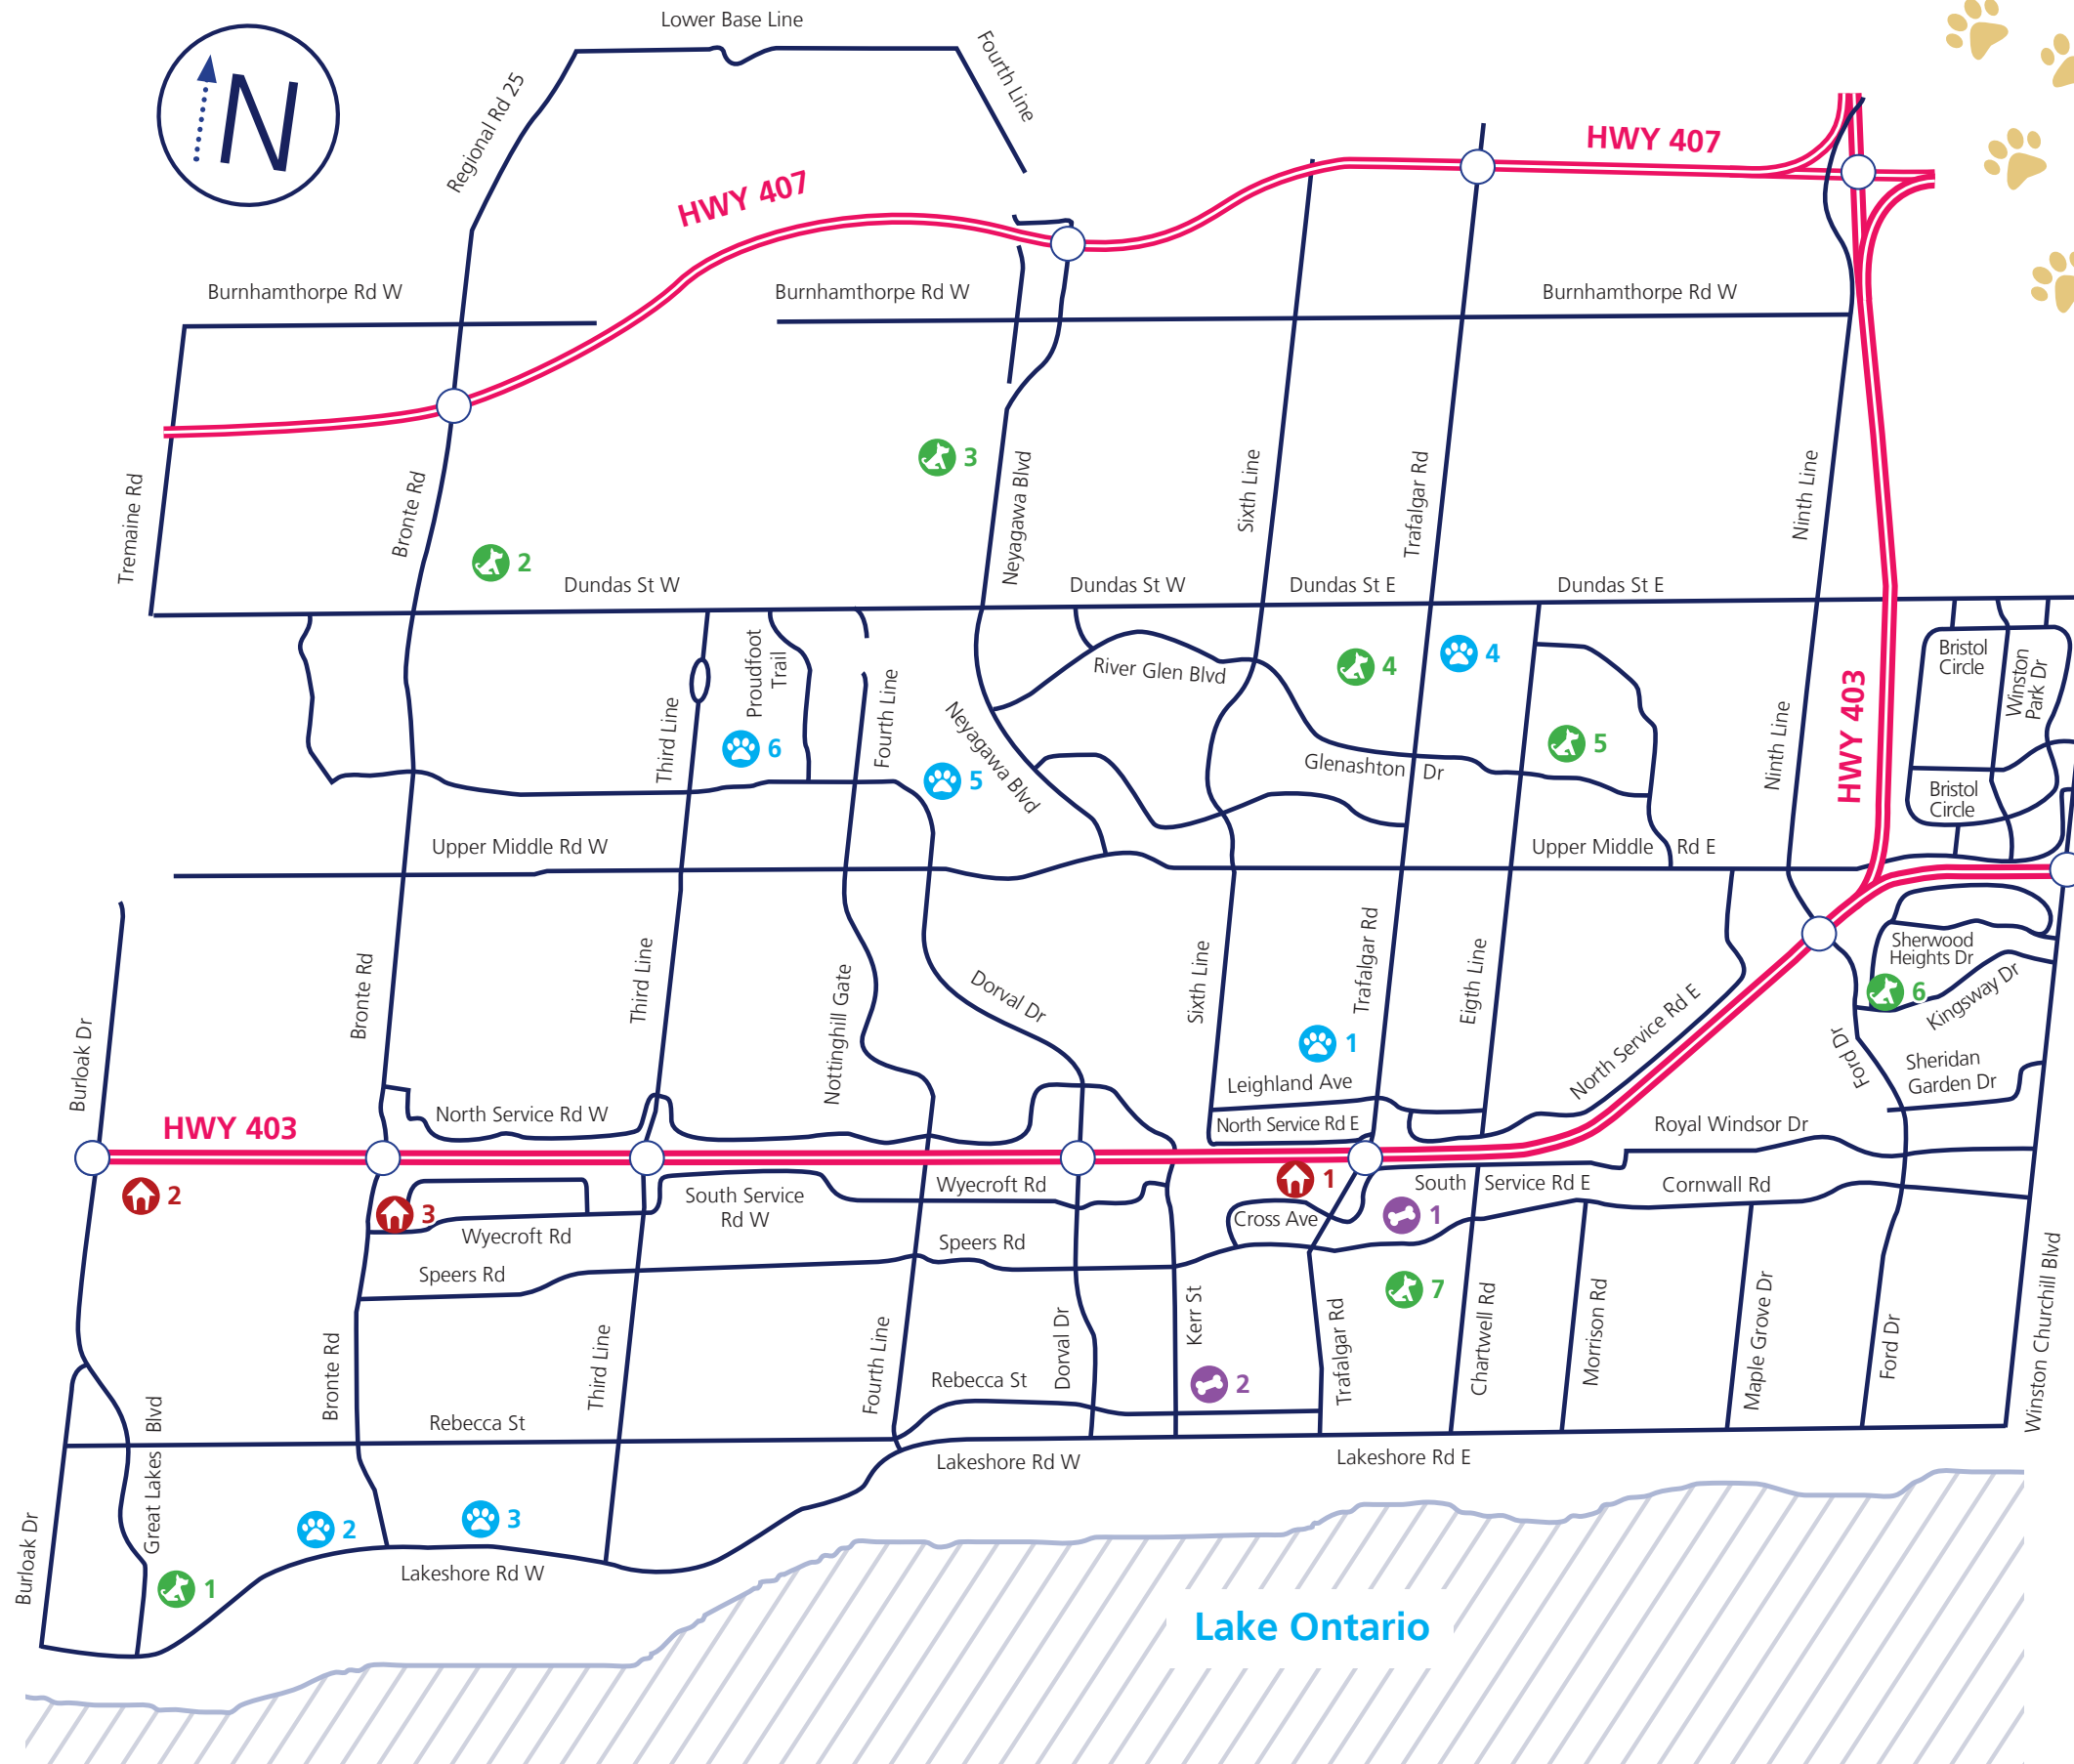 Lower Base Line
Fourth Line
N
Regional Rd 25
HWY 407
HWY 407
Burnhamthorpe Rd W
Burnhamthorpe Rd W
Burnhamthorpe Rd W
Tremaine Rd
Bronte Rd
3
Neyagawa Blvd
Sixth Line
Trafalgar Rd
Ninth Line
2
Dundas St W
Dundas St W
Dundas St E
Dundas St E
Proudfoot
Trail
Third Line
Fourth Line
6
5
Neyagawa Blvd
River Glen Blvd
4
4
5
Glenashton Dr
Ninth Line
HWY 403
Bristol
Circle
Winston
Park Dr
Bristol
Circle
Upper Middle Rd W
Upper Middle Rd E
Burloak Dr
Bronte Rd
Third Line
Nottinghill Gate
Dorval Dr
Sixth Line
Trafalgar Rd
Eigth Line
North Service Rd E
Sherwood
Heights Dr
6
Kingsway Dr
Ford Dr
Sheridan
Garden Dr
1
Leighland Ave
North Service Rd E
North Service Rd W
HWY 403
Royal Windsor Dr
2
3
1
South Service Rd E
Cornwall Rd
South Service
Rd W
Wyecroft Rd
Wyecroft Rd
Cross Ave
1
Speers Rd
Speers Rd
7
Bronte Rd
Third Line
Fourth Line
Dorval Dr
Kerr St
Trafalgar Rd
Chartwell Rd
Morrison Rd
Maple Grove Dr
Ford Dr
Winston Churchill Blvd
Rebecca St
2
Rebecca St
Great Lakes Blvd
Lakeshore Rd W
Lakeshore Rd E
Burloak Dr
2
3
Lakeshore Rd W
1
Lake Ontario